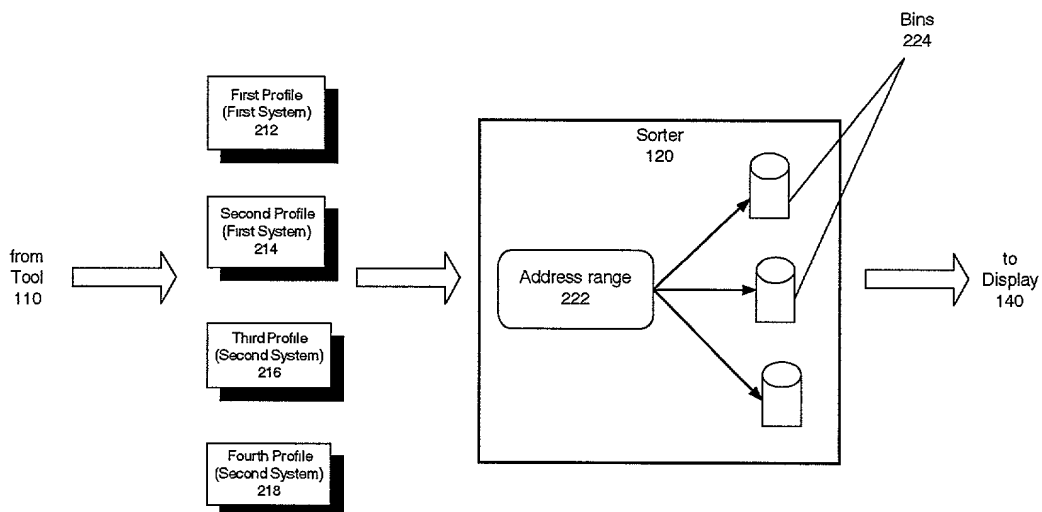 Bins
224
First Profile
(First System)
212
Sorter
120
Second Profile
(First System)
214
from
Tool
110
Address range
222
to
Display
140
Third Profile
(Second System)
216
Fourth Profile
(Second System)
218